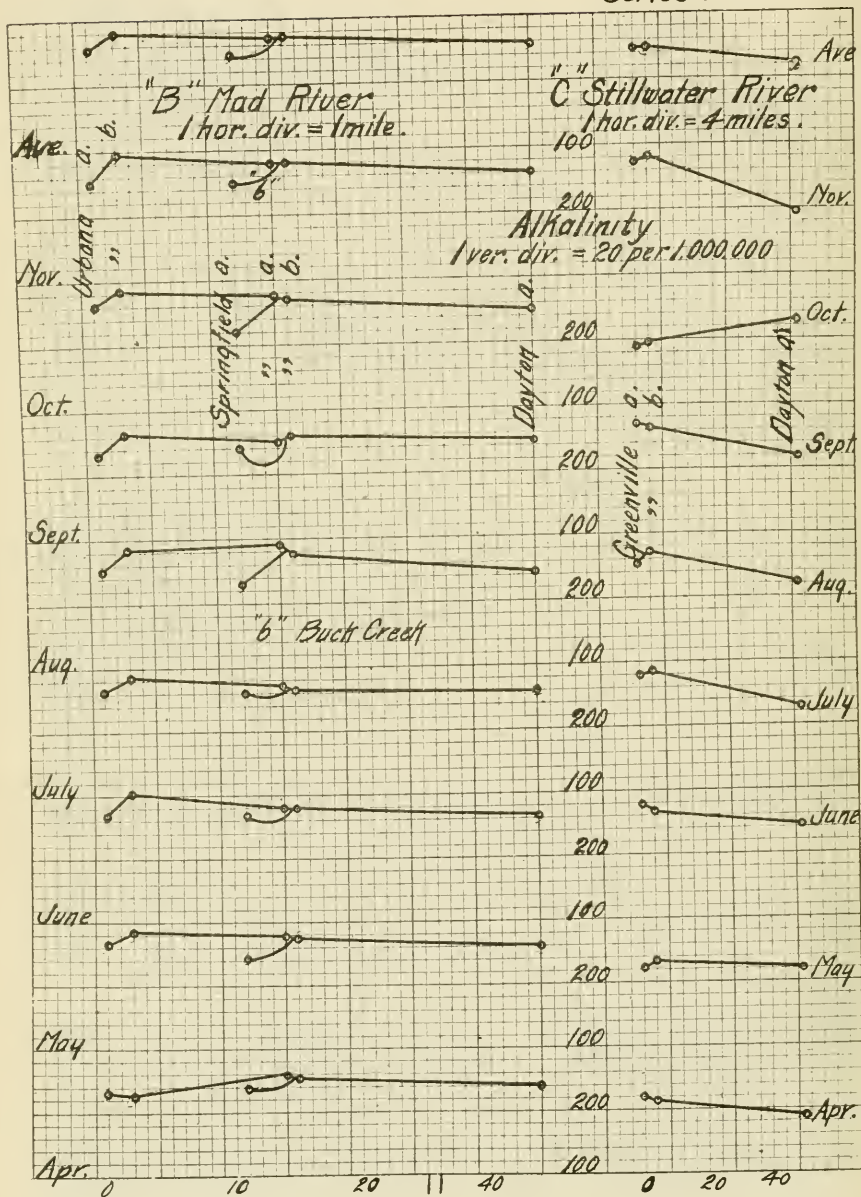 "B" Mad River
1 hor. div. = 1 mile.
"C" Stillwater River
1 hor. div. = 4 miles.
Alkalinity
1 ver. div. = 20 per 1,000,000
Ave.
Nov.
Oct.
Sept.
Aug.
July
June
May
Apr.
Urbana a.
" b.
"b"
Springfield a.
" a.
" b.
Dayton a.
"b" Buck Creek
100
200
200
100
200
100
200
100
200
100
200
100
200
100
200
100
Greenville a.
" b.
Dayton a
Ave
Nov.
Oct.
Sept.
Aug.
July
June
May
Apr.
0 10 20 || 40 0 20 40